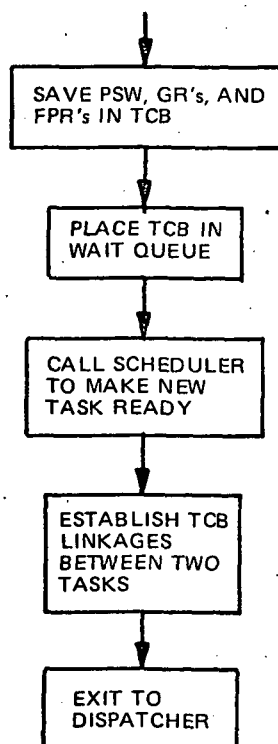 SAVE PSW, GR's, AND
FPR's IN TCB
PLACE TCB IN
WAIT QUEUE
CALL SCHEDULER
TO MAKE NEW
TASK READY
ESTABLISH TCB
LINKAGES
BETWEEN TWO
TASKS
EXIT TO
DISPATCHER